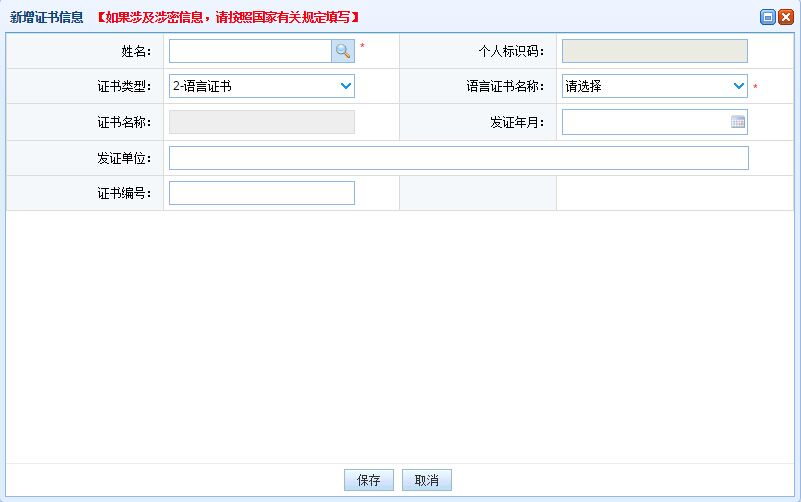 新增证书信息 【如果涉及涉密信息，请按照国家有关规定填写】
姓名： * 个人标识码：
证书类型： 2-语言证书 语言证书名称： 请选择 *
证书名称： 发证年月：
发证单位：
证书编号：
保存 取消